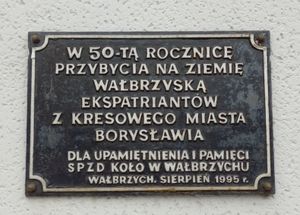 W 50-TĄ ROCZNICĘ
PRZYBYCIA NA ZIEMIĘ
WAŁBRZYSKĄ
EKSPATRIANTÓW
Z KRESOWEGO MIASTA
BORYSŁAWIA
DLA UPAMIĘTNIENIA I PAMIĘCI
SPZD KOŁO W WAŁBRZYCHU
WAŁBRZYCH. SIERPIEŃ 1995 r.